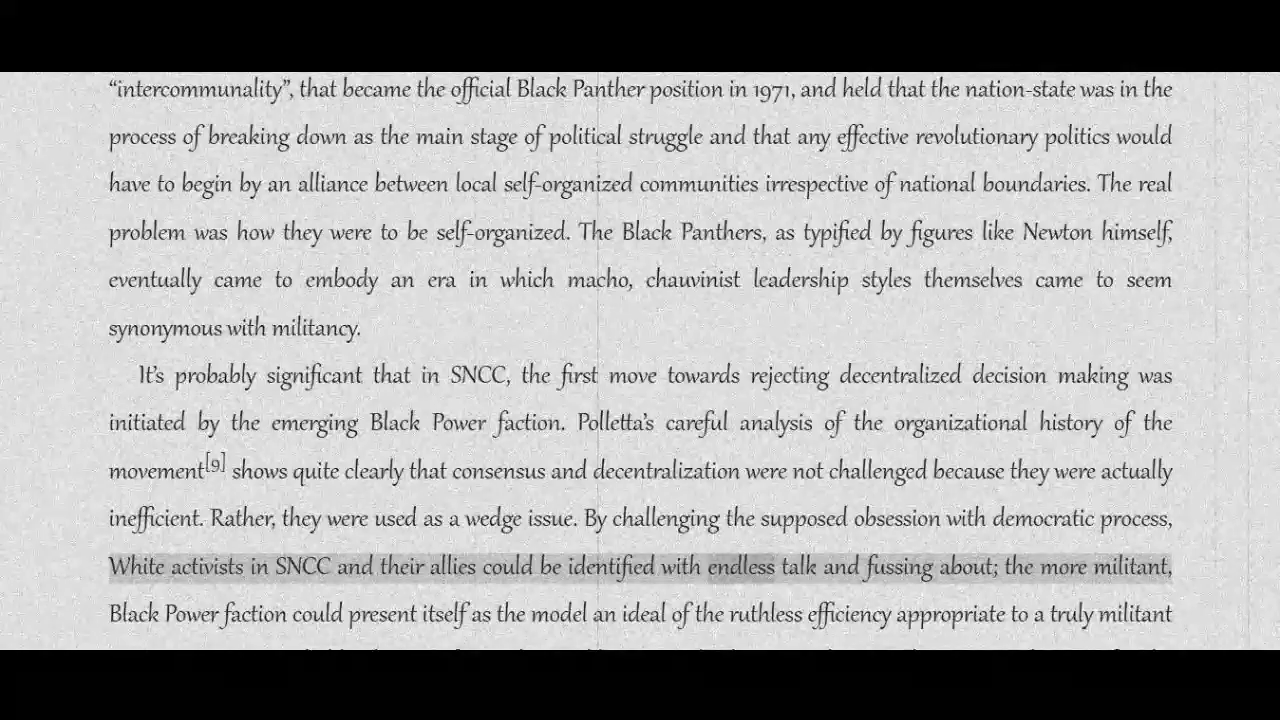 “intercommunality”, that became the official Black Panther position in 1971, and held that the nation-state was in the
process of breaking down as the main stage of political struggle and that any effective revolutionary politics would
have to begin by an alliance between local self-organized communities irrespective of national boundaries. The real
problem was how they were to be self-organized. The Black Panthers, as typified by figures like Newton himself,
eventually came to embody an era in which macho, chauvinist leadership styles themselves came to seem
synonymous with militancy.
It’s probably significant that in SNCC, the first move towards rejecting decentralized decision making was
initiated by the emerging Black Power faction. Polletta’s careful analysis of the organizational history of the
movement[9] shows quite clearly that consensus and decentralization were not challenged because they were actually
inefficient. Rather, they were used as a wedge issue. By challenging the supposed obsession with democratic process,
White activists in SNCC and their allies could be identified with endless talk and fussing about; the more militant,
Black Power faction could present itself as the model an ideal of the ruthless efficiency appropriate to a truly militant